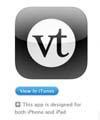 vt
View In iTunes
+ This app is designed for
both iPhone and iPad